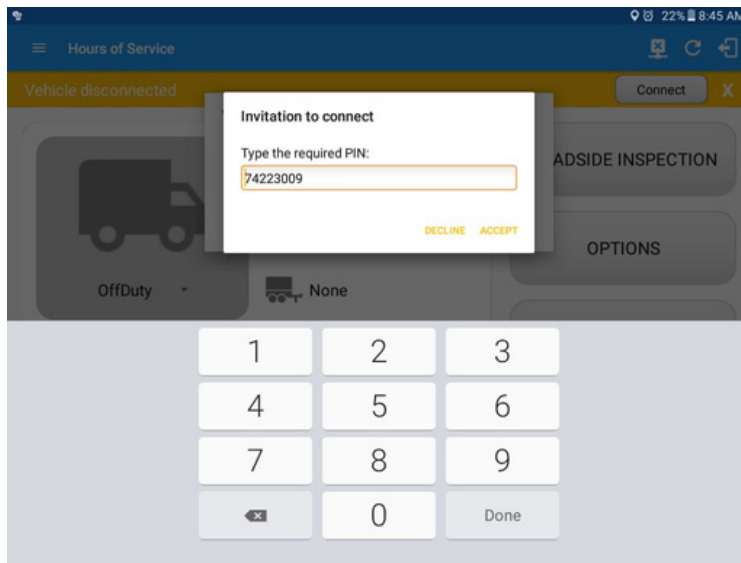 22% 8:45 AM
Hours of Service
Vehicle disconnected
Connect
X
Invitation to connect
Type the required PIN:
74223009
DECLINE ACCEPT
ADSIDE INSPECTION
OPTIONS
OffDuty
None
1 2 3
4 5 6
7 8 9
0 Done